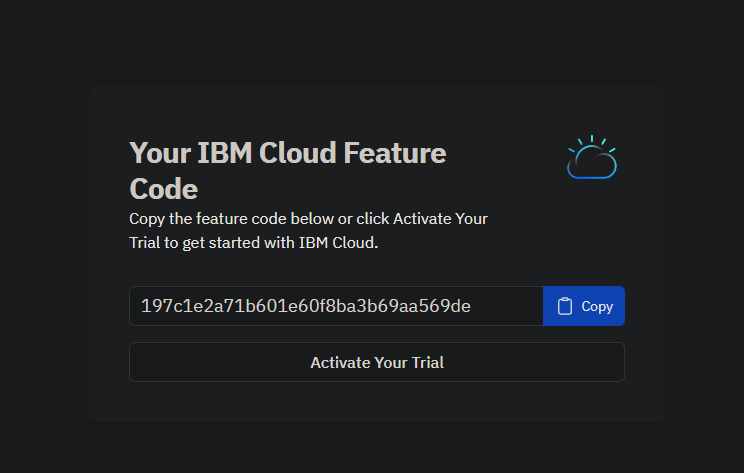 Your IBM Cloud Feature
Code
Copy the feature code below or click Activate Your
Trial to get started with IBM Cloud.
197c1e2a71b601e60f8ba3b69aa569de
Copy
Activate Your Trial